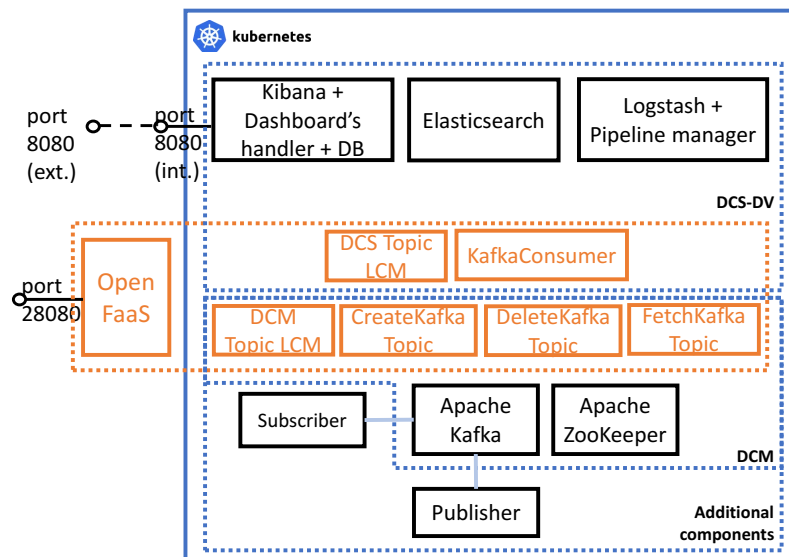 kubernetes
port
8080
(ext.)
port
8080
(int.)
Kibana +
Dashboard's
handler + DB
Elasticsearch
Logstash +
Pipeline manager
DCS-DV
DCS Topic
LCM
KafkaConsumer
port
28080
Open
FaaS
DCM
Topic LCM
CreateKafka
Topic
DeleteKafka
Topic
FetchKafka
Topic
Subscriber
Apache
Kafka
Apache
ZooKeeper
DCM
Publisher
Additional
components